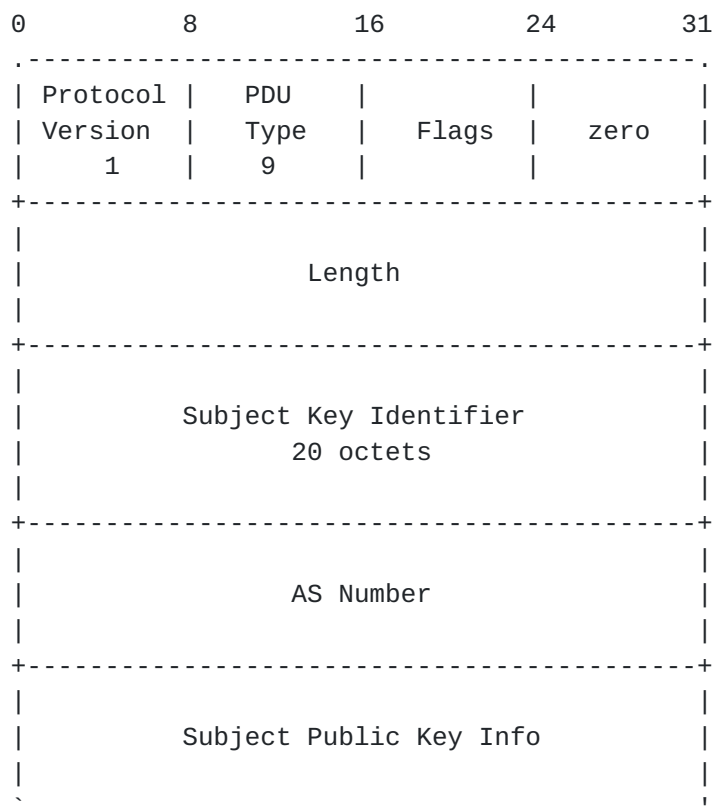 0          8          16         24         31
.-------------------------------------------.
| Protocol |   PDU    |          |          |
| Version  |   Type   |   Flags  |   zero   |
|     1    |    9     |          |          |
+-------------------------------------------+
|                                           |
|                  Length                   |
|                                           |
+-------------------------------------------+
|                                           |
|          Subject Key Identifier           |
|                 20 octets                 |
|                                           |
+-------------------------------------------+
|                                           |
|                 AS Number                 |
|                                           |
+-------------------------------------------+
|                                           |
|          Subject Public Key Info          |
|                                           |
`-------------------------------------------'